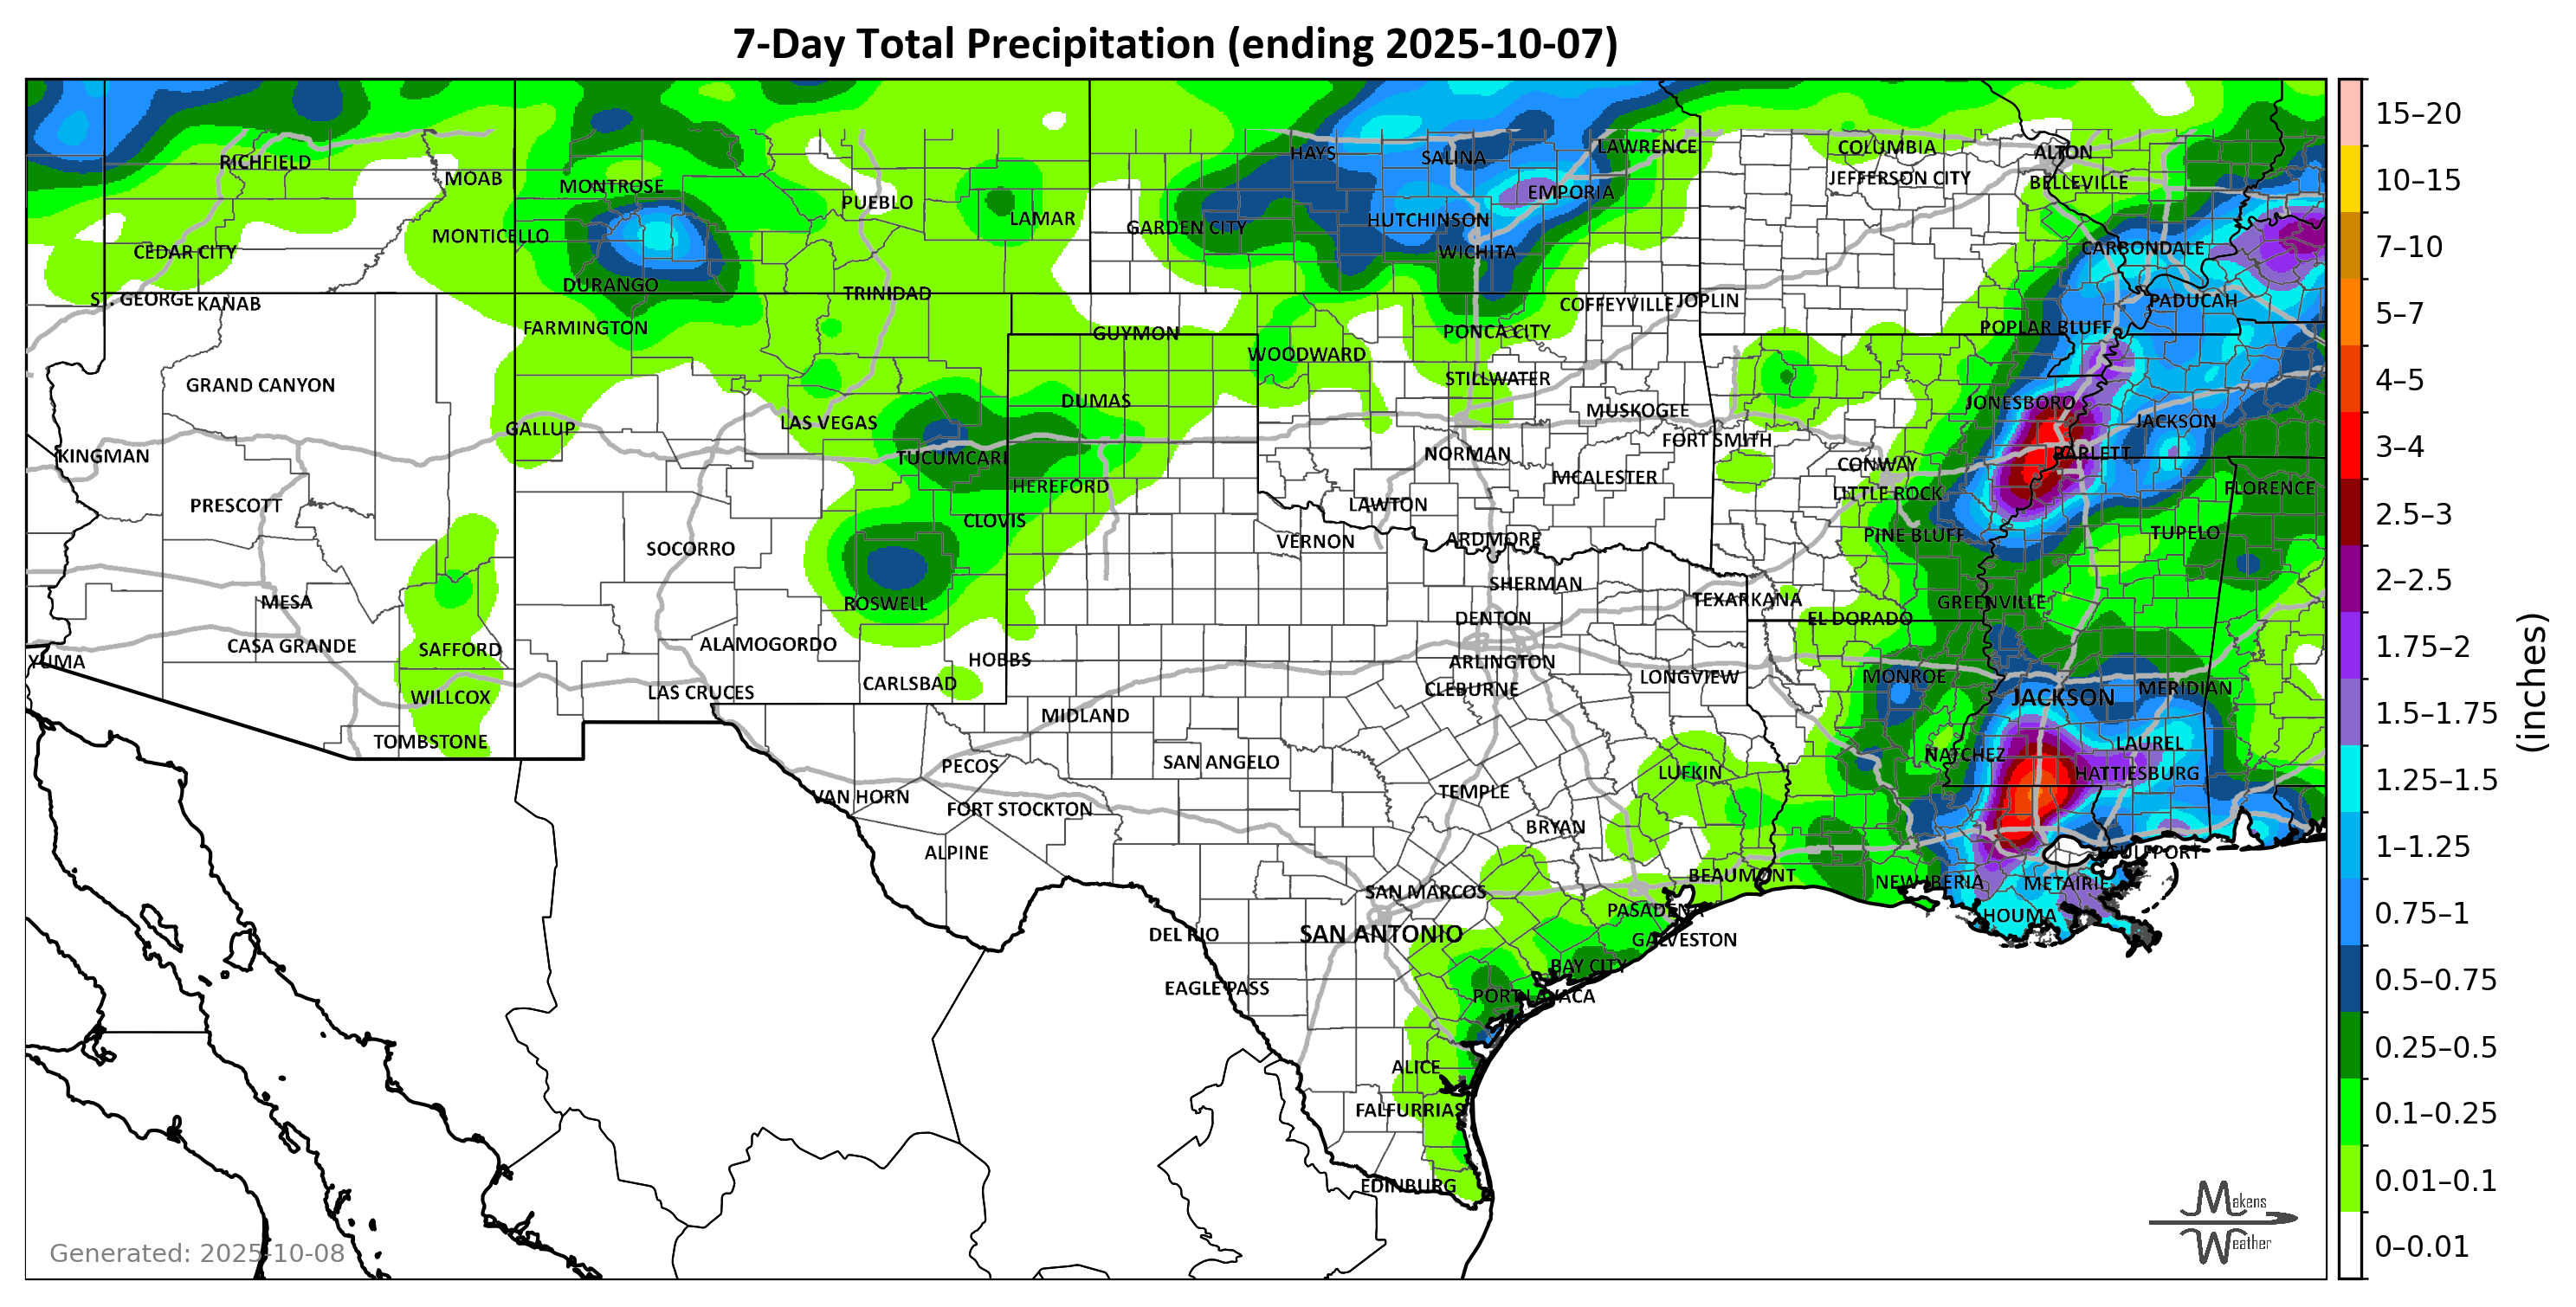 7-Day Total Precipitation (ending 2025-10-07)
HAYS
SALINA
LAWRENCE
COLUMBIA
ALTON
RICHFIELD
MOAB
MONTROSE
JEFFERSON CITY
BELLEVILLE
PUEBLO
LAMAR
EMPORIA
GARDEN CITY
HUTCHINSON
MONTICELLO
CEDAR CITY
WICHITA
CARBONDALE
DURANGO
TRINIDAD
ST. GEORGE
KANAB
COFFEYVILLE
JOPLIN
PADUCAH
FARMINGTON
GUYMON
PONCA CITY
POPLAR BLUFF
WOODWARD
GRAND CANYON
STILLWATER
DUMAS
MUSKOGEE
JONESBORO
LAS VEGAS
GALLUP
JACKSON
FORT SMITH
KINGMAN
TUCUMCARI
NORMAN
BARLETT
CONWAY
MCALESTER
HEREFORD
LITTLE ROCK
FLORENCE
PRESCOTT
LAWTON
CLOVIS
PINE BLUFF
TUPELO
SOCORRO
VERNON
ARDMORE
SHERMAN
MESA
ROSWELL
TEXARKANA
GREENVILLE
DENTON
EL DORADO
CASA GRANDE
SAFFORD
ALAMOGORDO
YUMA
HOBBS
ARLINGTON
LONGVIEW
MONROE
CARLSBAD
CLEBURNE
MERIDIAN
WILLCOX
LAS CRUCES
JACKSON
MIDLAND
TOMBSTONE
LAUREL
NATCHEZ
PECOS
SAN ANGELO
LUFKIN
HATTIESBURG
VAN HORN
FORT STOCKTON
TEMPLE
BRYAN
ALPINE
GULFPORT
BEAUMONT
NEW IBERIA
METAIRIE
SAN MARCOS
PASADENA
HOUMA
DEL RIO
SAN ANTONIO
GALVESTON
BAY CITY
EAGLE PASS
PORT LAVACA
ALICE
FALFURRIAS
EDINBURG
Generated: 2025-10-08
Makens
Weather
15–20
10–15
7–10
5–7
4–5
3–4
2.5–3
2–2.5
1.75–2
1.5–1.75
1.25–1.5
1–1.25
0.75–1
0.5–0.75
0.25–0.5
0.1–0.25
0.01–0.1
0–0.01
(inches)